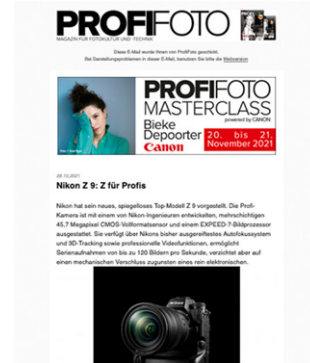 PROFIFOTO
MAGAZIN FÜR FOTOKULTUR UND TECHNIK
Diese E-Mail wurde Ihnen von ProfiFoto geschickt.
Bei Darstellungsproblemen in dieser E-Mail, benutzen Sie bitte die Webversion
PROFIFOTO
MASTERCLASS
powered by CANON
Bieke
Depoorter
Canon
20. bis 21.
November 2021
28.10.2021
Nikon Z 9: Z für Profis
Nikon hat sein neues, spiegelloses Top-Modell Z 9 vorgestellt. Die Profi-
Kamera ist mit einem von Nikon-Ingenieuren entwickelten, mehrschichtigen
45,7 Megapixel CMOS-Vollformatsensor und einem EXPEED-7-Bildprozessor
ausgestattet. Sie verfügt über Nikons bisher ausgereiftestes Autofokussystem
und 3D-Tracking sowie professionelle Videofunktionen, ermöglicht
Serienaufnahmen von bis zu 120 Bildern pro Sekunde, verzichtet aber auf
einen mechanischen Verschluss zugunsten eines rein elektronischen.